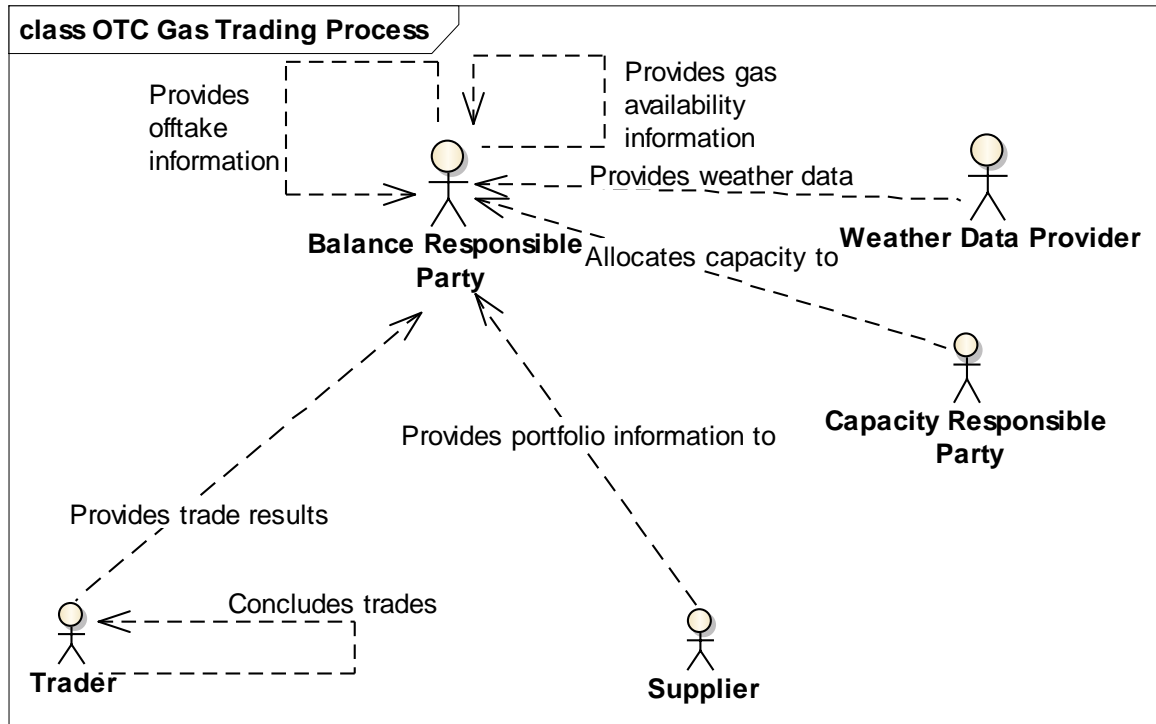 class OTC Gas Trading Process
Provides
offtake
information
Provides gas
availability
information
Provides weather data
Balance Responsible
Party
Weather Data Provider
Allocates capacity to
Capacity Responsible
Party
Provides portfolio information to
Provides trade results
Concludes trades
Trader
Supplier